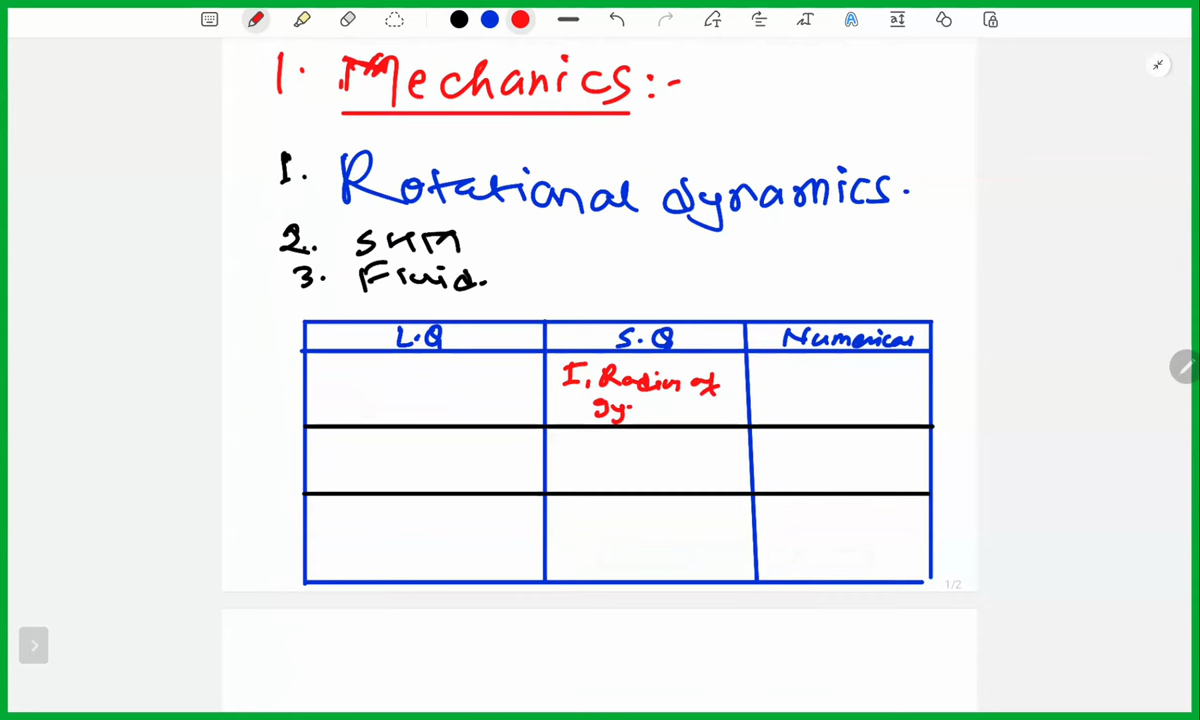 1. Mechanics:-
1. Rotational dynamics.
2. SHM
3. Fluid.
L.Q S.Q Numerical
I, Radius of
gy.
1/2